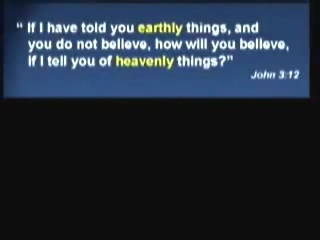 “ If I have told you earthly things, and
you do not believe, how will you believe,
if I tell you of heavenly things?”
John 3:12